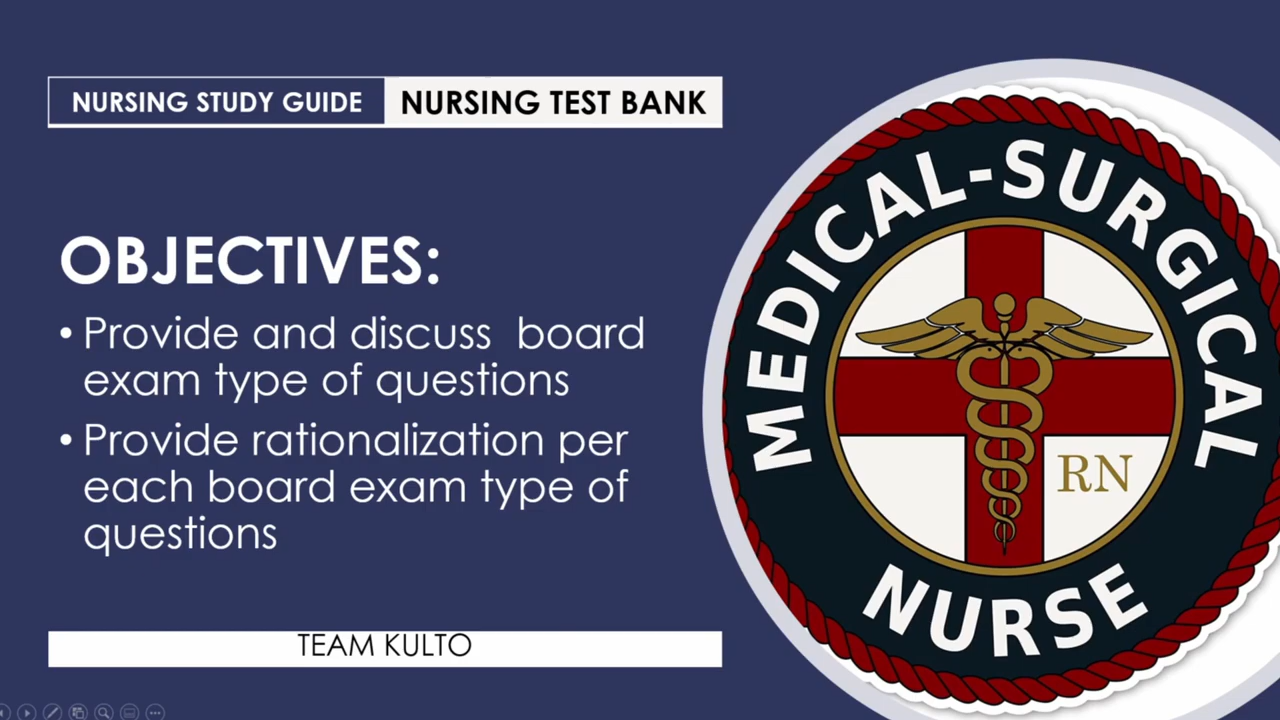 NURSING STUDY GUIDE NURSING TEST BANK
OBJECTIVES:
• Provide and discuss board
exam type of questions
• Provide rationalization per
each board exam type of
questions
TEAM KULTO
MEDICAL-SURGICAL
RN
NURSE